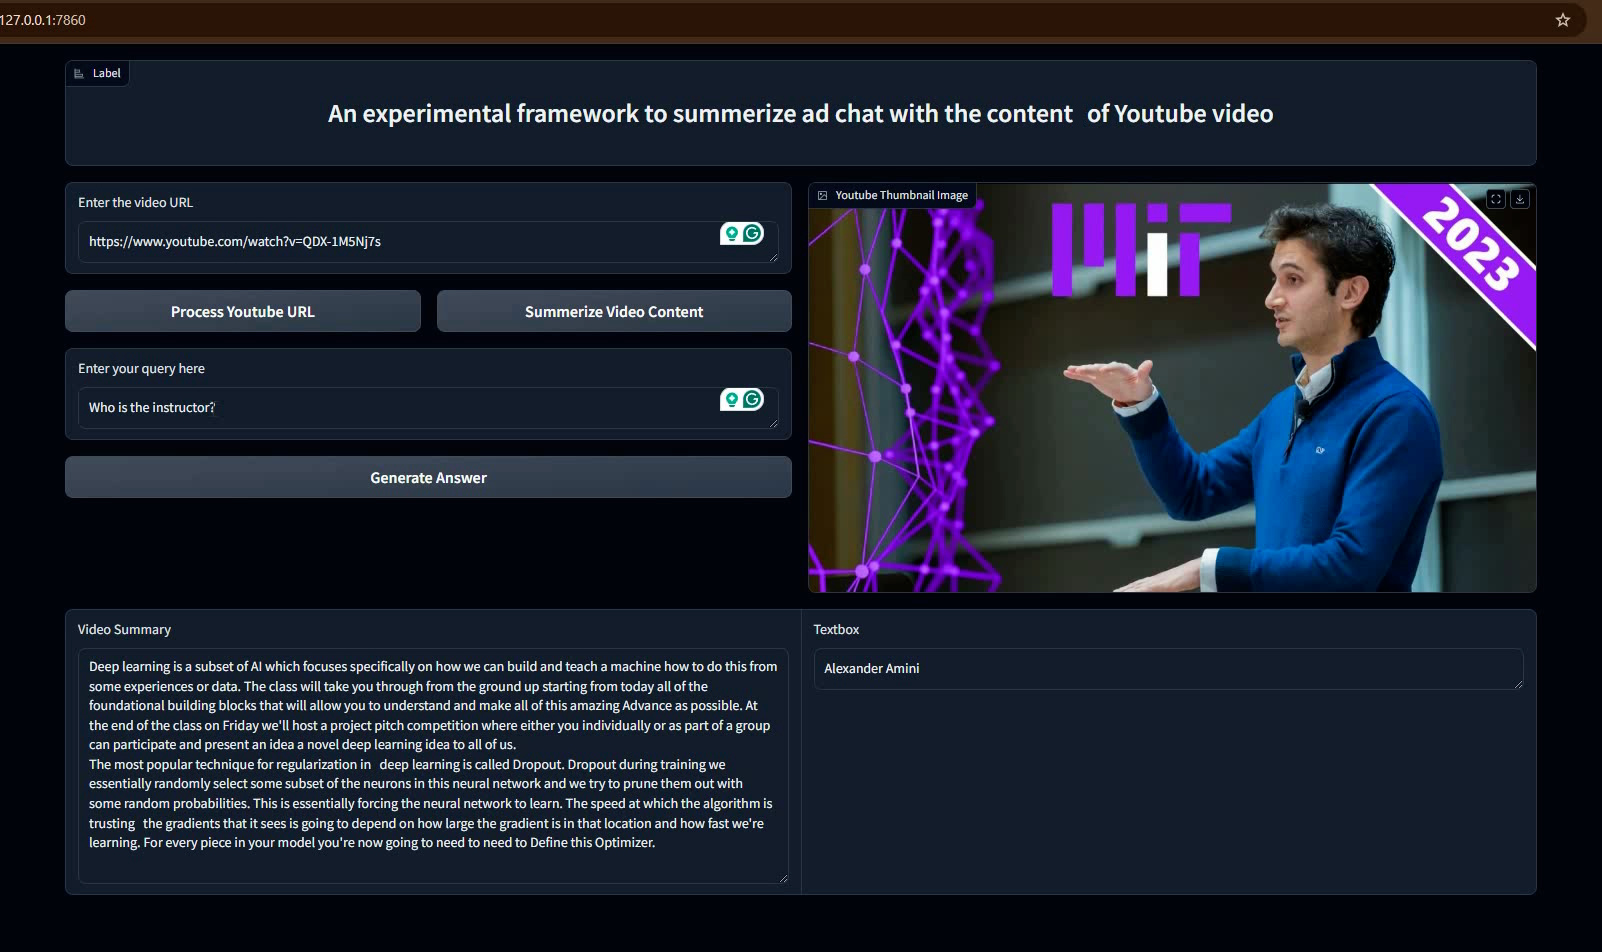 127.0.0.1:7860
Label
An experimental framework to summerize ad chat with the content of Youtube video
Enter the video URL
https://www.youtube.com/watch?v=QDX-1M5Nj7s
Process Youtube URL
Summerize Video Content
Enter your query here
Who is the instructor?
Generate Answer
Youtube Thumbnail Image
MIT
2023
Video Summary
Deep learning is a subset of AI which focuses specifically on how we can build and teach a machine how to do this from
some experiences or data. The class will take you through from the ground up starting from today all of the
foundational building blocks that will allow you to understand and make all of this amazing Advance as possible. At
the end of the class on Friday we'll host a project pitch competition where either you individually or as part of a group
can participate and present an idea a novel deep learning idea to all of us.
The most popular technique for regularization in deep learning is called Dropout. Dropout during training we
essentially randomly select some subset of the neurons in this neural network and we try to prune them out with
some random probabilities. This is essentially forcing the neural network to learn. The speed at which the algorithm is
trusting the gradients that it sees is going to depend on how large the gradient is in that location and how fast we're
learning. For every piece in your model you're now going to need to need to Define this Optimizer.
Textbox
Alexander Amini